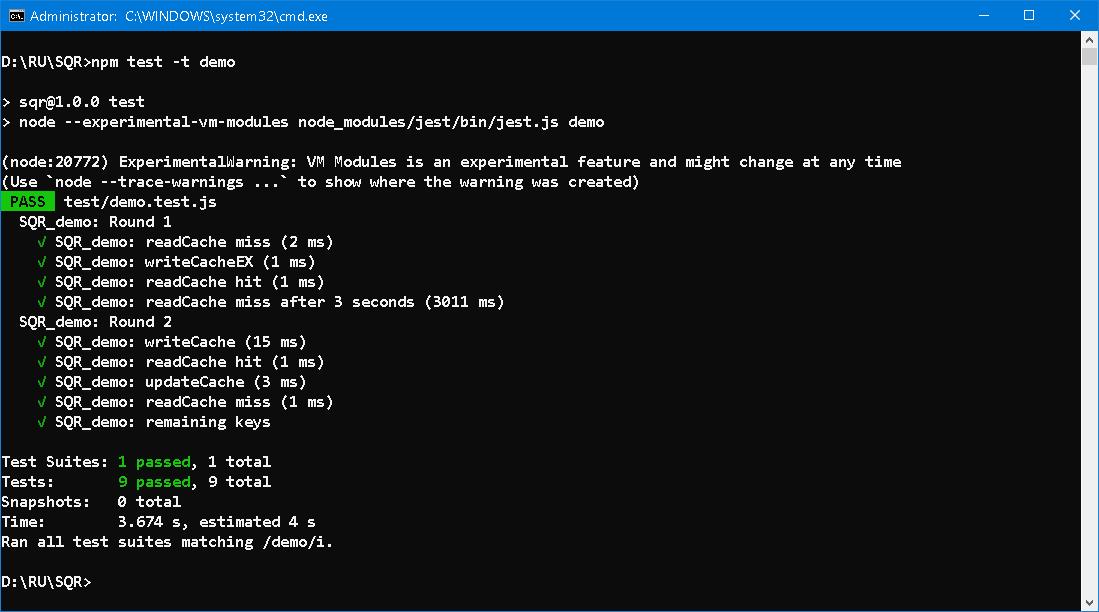 Administrator: C:\WINDOWS\system32\cmd.exe
D:\RU\SQR>npm test -t demo
> sqr@1.0.0 test
> node --experimental-vm-modules node_modules/jest/bin/jest.js demo
(node:20772) ExperimentalWarning: VM Modules is an experimental feature and might change at any time
(Use `node --trace-warnings ...` to show where the warning was created)
PASS test/demo.test.js
SQR_demo: Round 1
√ SQR_demo: readCache miss (2 ms)
√ SQR_demo: writeCacheEX (1 ms)
√ SQR_demo: readCache hit (1 ms)
√ SQR_demo: readCache miss after 3 seconds (3011 ms)
SQR_demo: Round 2
√ SQR_demo: writeCache (15 ms)
√ SQR_demo: readCache hit (1 ms)
√ SQR_demo: updateCache (3 ms)
√ SQR_demo: readCache miss (1 ms)
√ SQR_demo: remaining keys
Test Suites: 1 passed, 1 total
Tests: 9 passed, 9 total
Snapshots: 0 total
Time: 3.674 s, estimated 4 s
Ran all test suites matching /demo/i.
D:\RU\SQR>